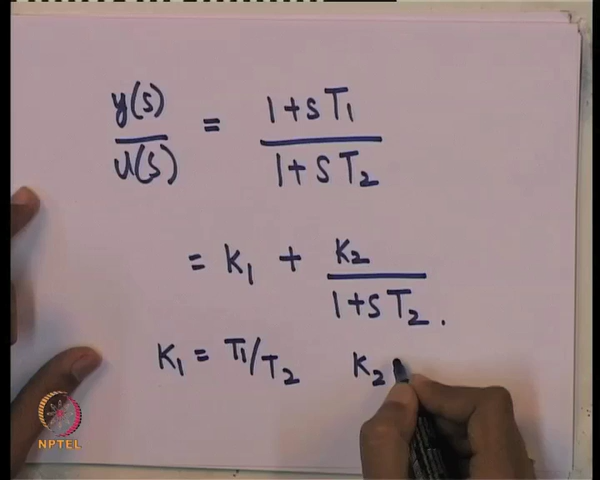 y(s)/u(s) = (1+sT₁)/(1+sT₂)
= K₁ + K₂/(1+sT₂).
K₁ = T₁/T₂ K₂
NPTEL